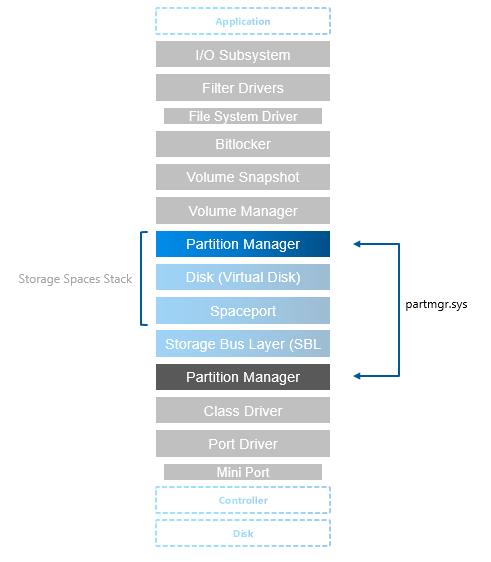 Application
I/O Subsystem
Filter Drivers
File System Driver
Bitlocker
Volume Snapshot
Volume Manager
Partition Manager
Disk (Virtual Disk)
Storage Spaces Stack
Spaceport
partmgr.sys
Storage Bus Layer (SBL
Partition Manager
Class Driver
Port Driver
Mini Port
Controller
Disk